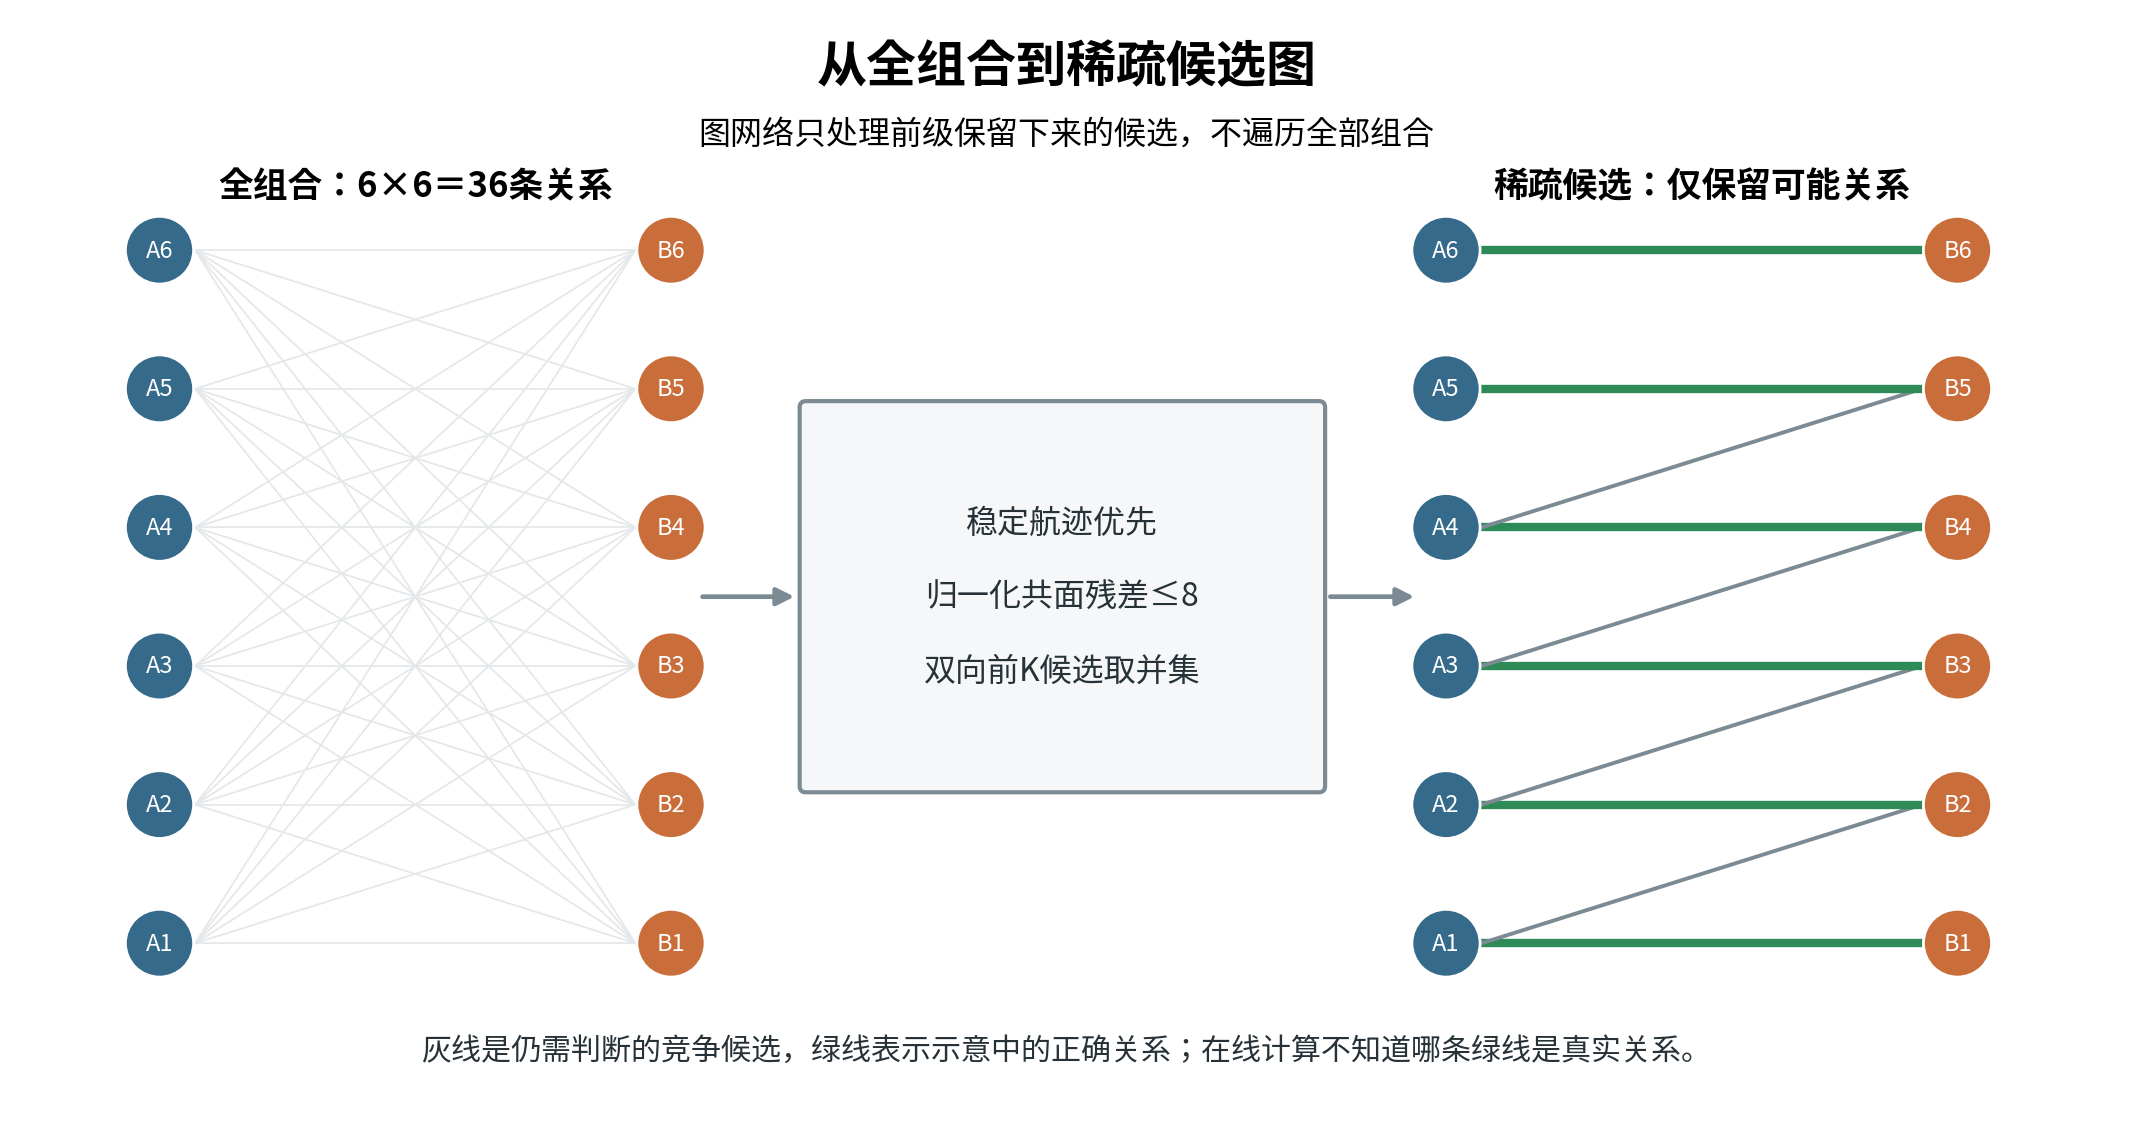 从全组合到稀疏候选图
图网络只处理前级保留下来的候选，不遍历全部组合
全组合：6×6＝36条关系
稀疏候选：仅保留可能关系
A6
B6
A6
B6
A5
B5
A5
B5
A4
B4
稳定航迹优先
A4
B4
归一化共面残差≤8
A3
B3
双向前K候选取并集
A3
B3
A2
B2
A2
B2
A1
B1
A1
B1
灰线是仍需判断的竞争候选，绿线表示示意中的正确关系；在线计算不知道哪条绿线是真实关系。